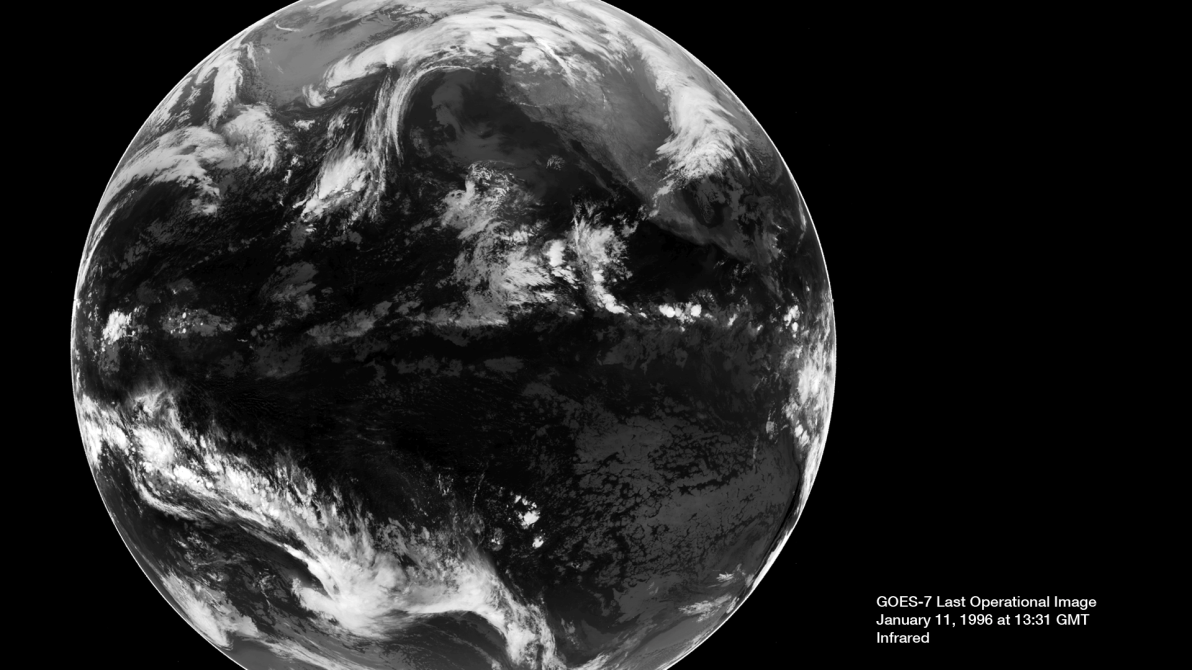 GOES-7 Last Operational Image
January 11, 1996 at 13:31 GMT
Infrared